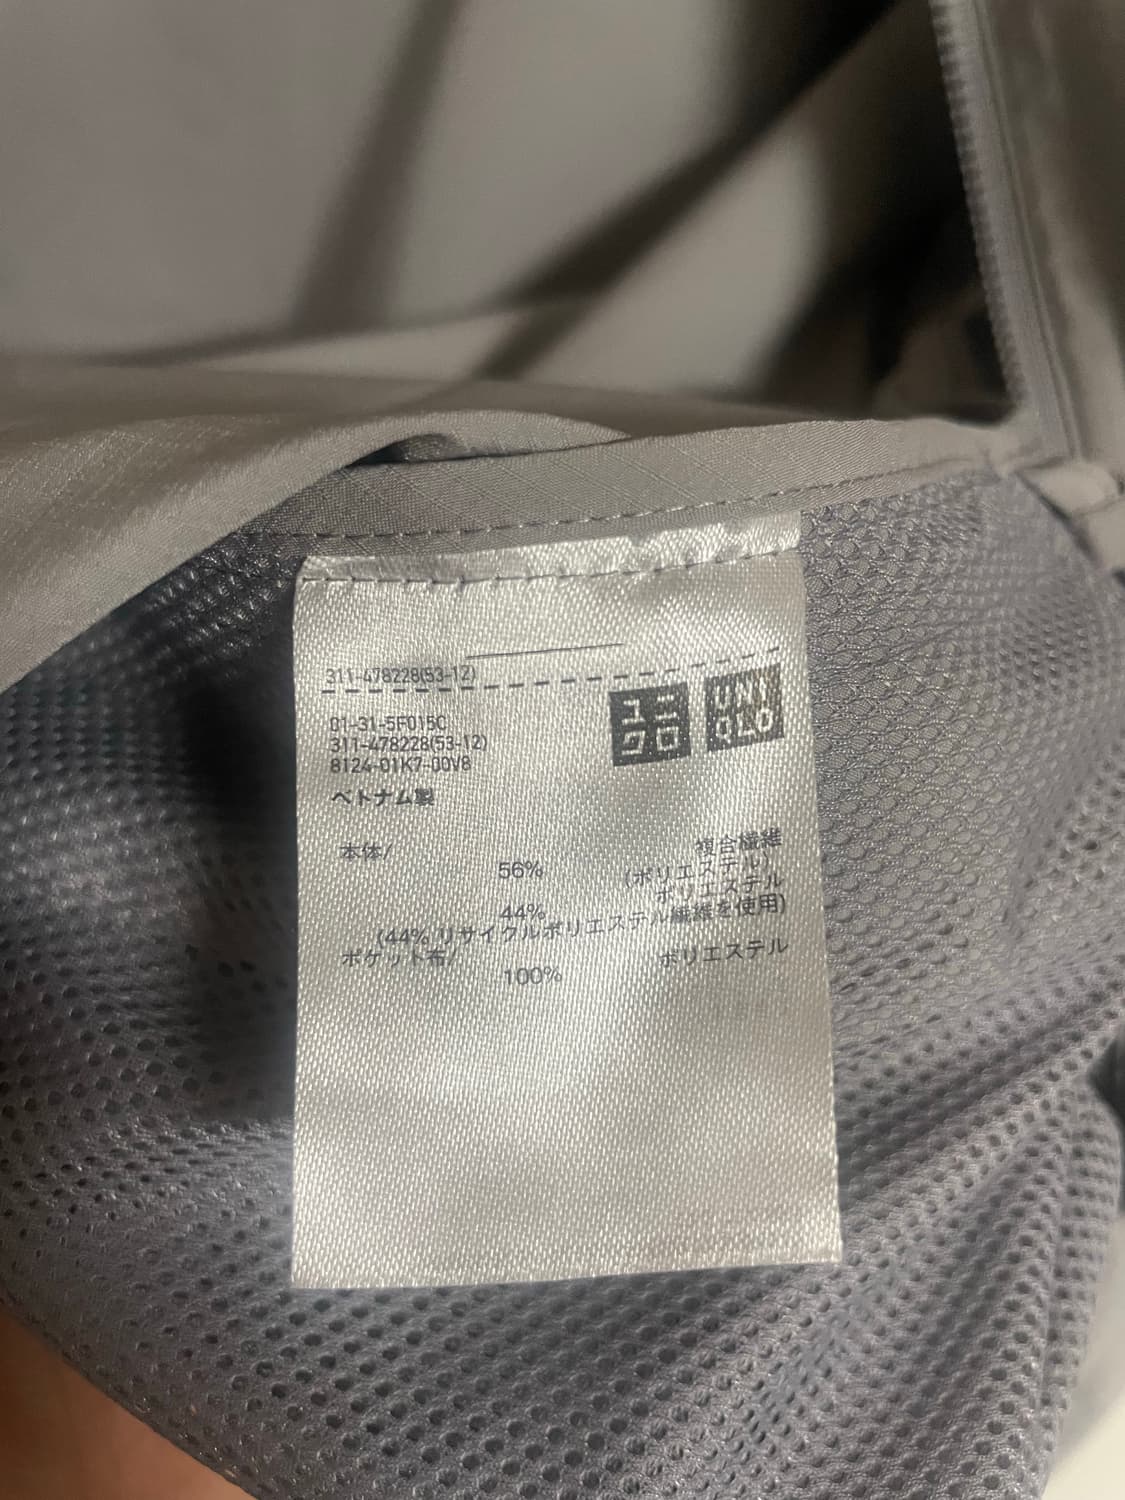 311-478228(53-12)
ユニ
クロ
UNI
QLO
01-31-5F015C
311-478228(53-12)
8124-01K7-00V8
ベトナム製
本体/
複合繊維
56% (ポリエステル)
44% ポリエステル
(44% リサイクルポリエステル繊維を使用)
ポケット布/
100% ポリエステル